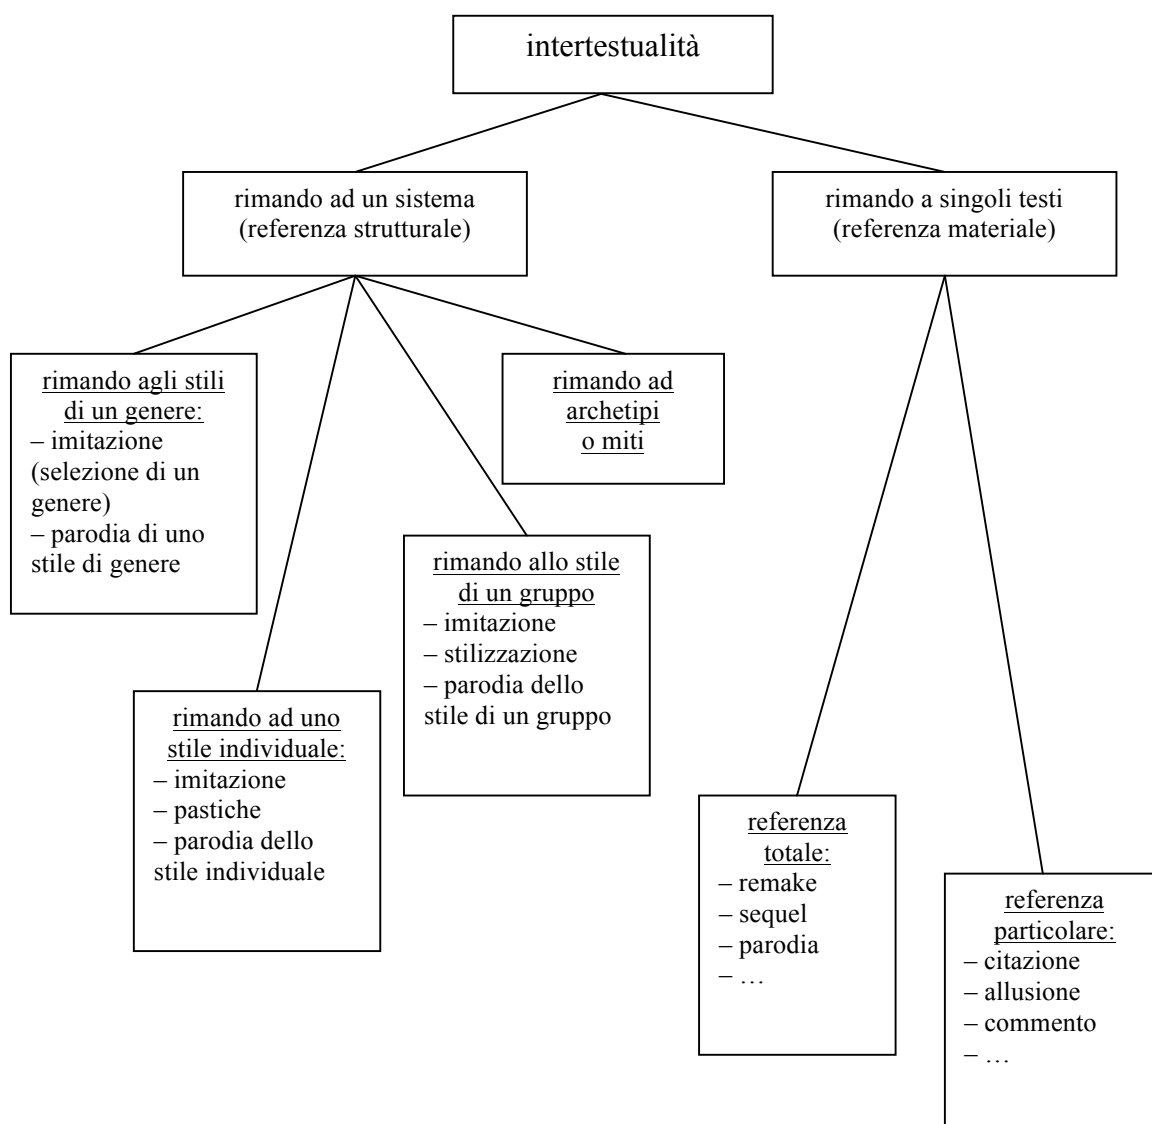 intertestualità
rimando ad un sistema
(referenza strutturale)
rimando a singoli testi
(referenza materiale)
rimando agli stili
di un genere:
– imitazione
(selezione di un
genere)
– parodia di uno
stile di genere
rimando ad
archetipi
o miti
rimando allo stile
di un gruppo
– imitazione
– stilizzazione
– parodia dello
stile di un gruppo
rimando ad uno
stile individuale:
– imitazione
– pastiche
– parodia dello
stile individuale
referenza
totale:
– remake
– sequel
– parodia
– …
referenza
particolare:
– citazione
– allusione
– commento
– …